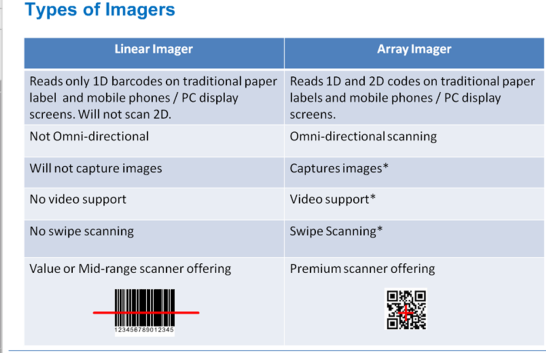 Types of Imagers
Linear Imager
Array Imager
Reads only 1D barcodes on traditional paper
label and mobile phones / PC display
screens. Will not scan 2D.
Reads 1D and 2D codes on traditional paper
labels and mobile phones / PC display
screens.
Not Omni-directional
Omni-directional scanning
Will not capture images
Captures images*
No video support
Video support*
No swipe scanning
Swipe Scanning*
Value or Mid-range scanner offering
Premium scanner offering
123456789012345